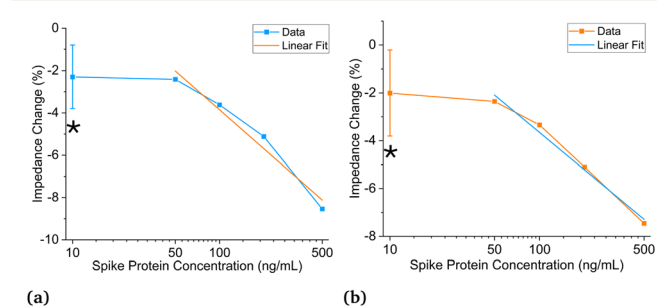 0
-2
-4
-6
-8
-10
Impedance Change (%)
Data
Linear Fit
*
10
50
100
500
Spike Protein Concentration (ng/mL)
(a)
0
-2
-4
-6
-8
Impedance Change (%)
Data
Linear Fit
*
10
50
100
500
Spike Protein Concentration (ng/mL)
(b)